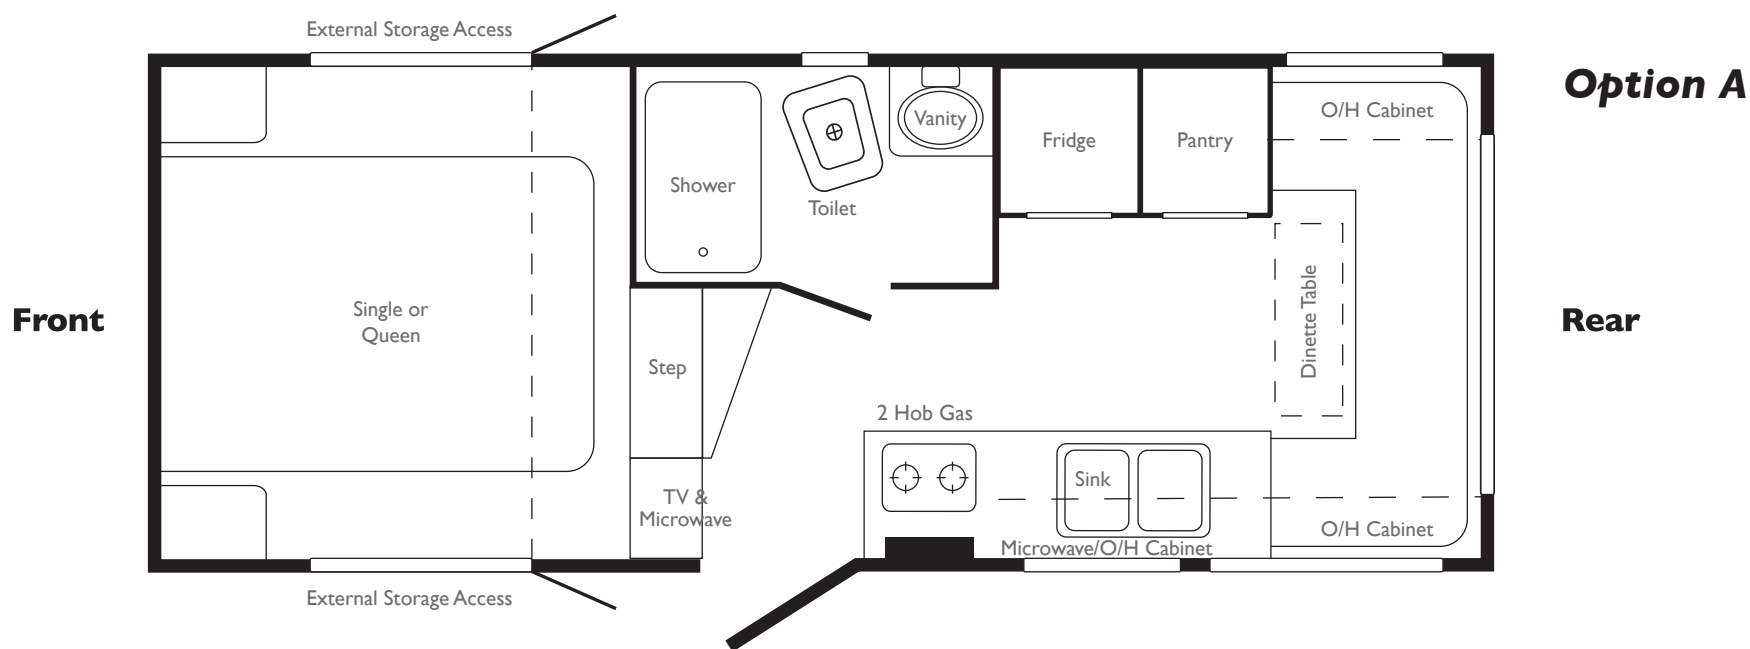 External Storage Access
Option A
O/H Cabinet
Vanity
Fridge
Pantry
Shower
Toilet
Front
Single or
Queen
Dinette Table
Rear
Step
2 Hob Gas
Sink
TV &
Microwave
O/H Cabinet
Microwave/O/H Cabinet
External Storage Access